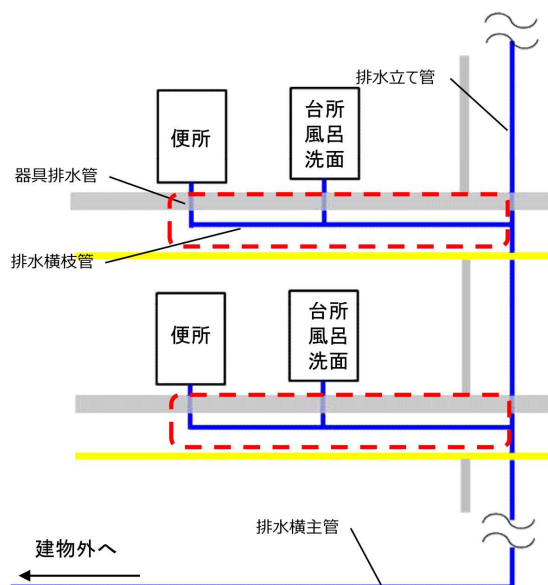 排水立て管
便所
台所
風呂
洗面
器具排水管
排水横枝管
便所
台所
風呂
洗面
排水横主管
建物外へ